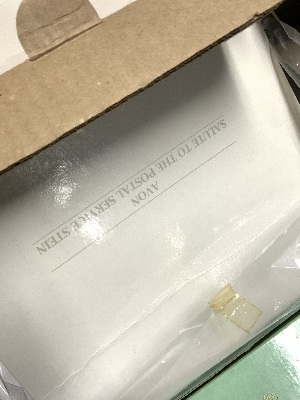 AVON
SALUTE TO THE POSTAL SERVICE STEIN